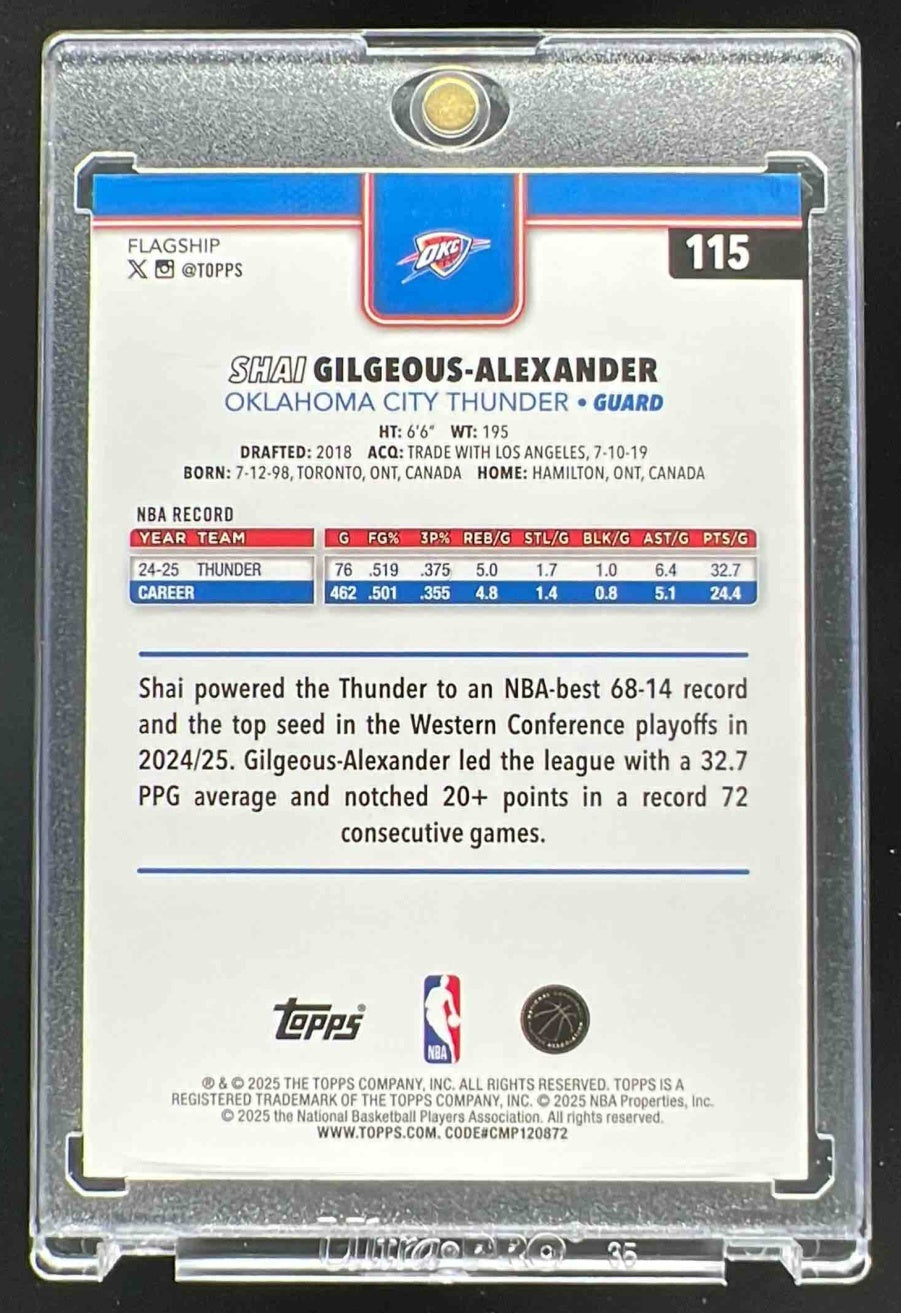 FLAGSHIP
@TOPPS
115
OKC
SHAI GILGEOUS-ALEXANDER
OKLAHOMA CITY THUNDER • GUARD
HT: 6'6" WT: 195
DRAFTED: 2018 ACQ: TRADE WITH LOS ANGELES, 7-10-19
BORN: 7-12-98, TORONTO, ONT, CANADA HOME: HAMILTON, ONT, CANADA
NBA RECORD
YEAR TEAM G FG% 3P% REB/G STL/G BLK/G AST/G PTS/G
24-25 THUNDER 76 .519 .375 5.0 1.7 1.0 6.4 32.7
CAREER 462 .501 .355 4.8 1.4 0.8 5.1 24.4
Shai powered the Thunder to an NBA-best 68-14 record
and the top seed in the Western Conference playoffs in
2024/25. Gilgeous-Alexander led the league with a 32.7
PPG average and notched 20+ points in a record 72
consecutive games.
Topps®
NBA
® & © 2025 THE TOPPS COMPANY, INC. ALL RIGHTS RESERVED. TOPPS IS A
REGISTERED TRADEMARK OF THE TOPPS COMPANY, INC. © 2025 NBA Properties, Inc.
© 2025 the National Basketball Players Association. All rights reserved.
WWW.TOPPS.COM. CODE#CMP120872
Ultra PRO® 35